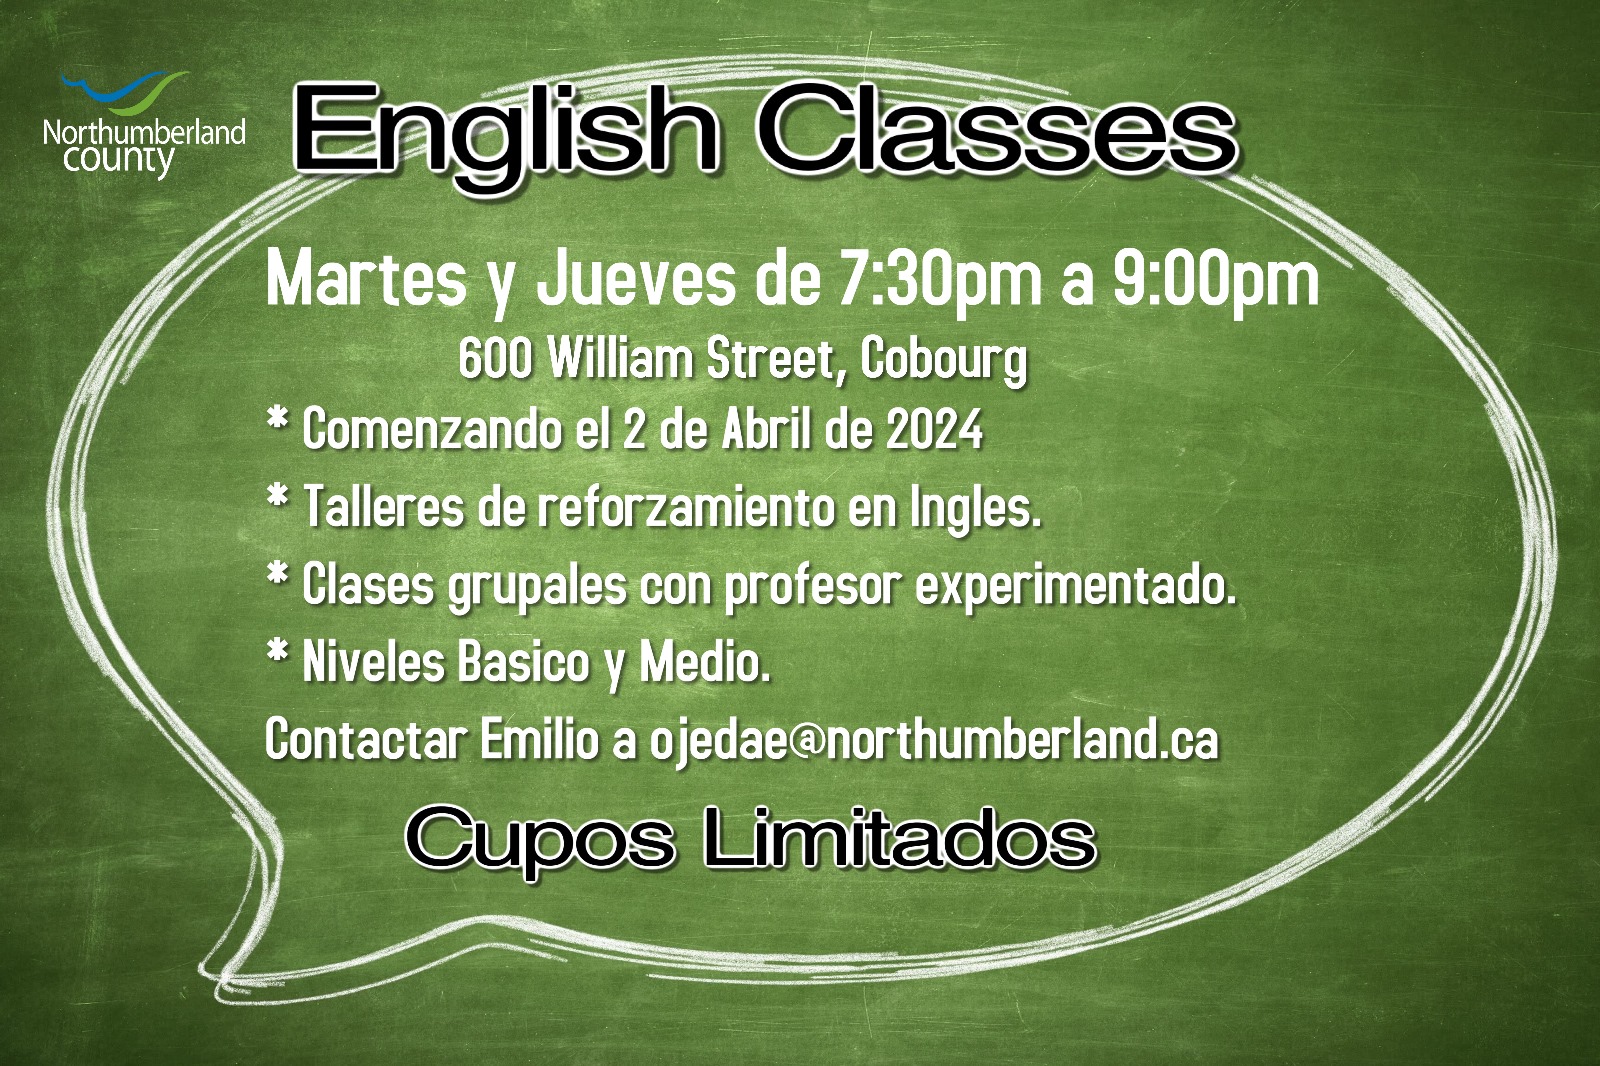 Northumberland
county
English Classes
Martes y Jueves de 7:30pm a 9:00pm
600 William Street, Cobourg
* Comenzando el 2 de Abril de 2024
* Talleres de reforzamiento en Ingles.
* Clases grupales con profesor experimentado.
* Niveles Basico y Medio.
Contactar Emilio a ojedae@northumberland.ca
Cupos Limitados